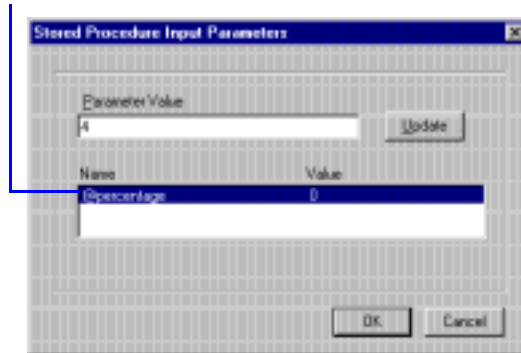 Stored Procedure Input Parameters
Parameter Value
4 Update
Name Value
@percentage 0
OK Cancel